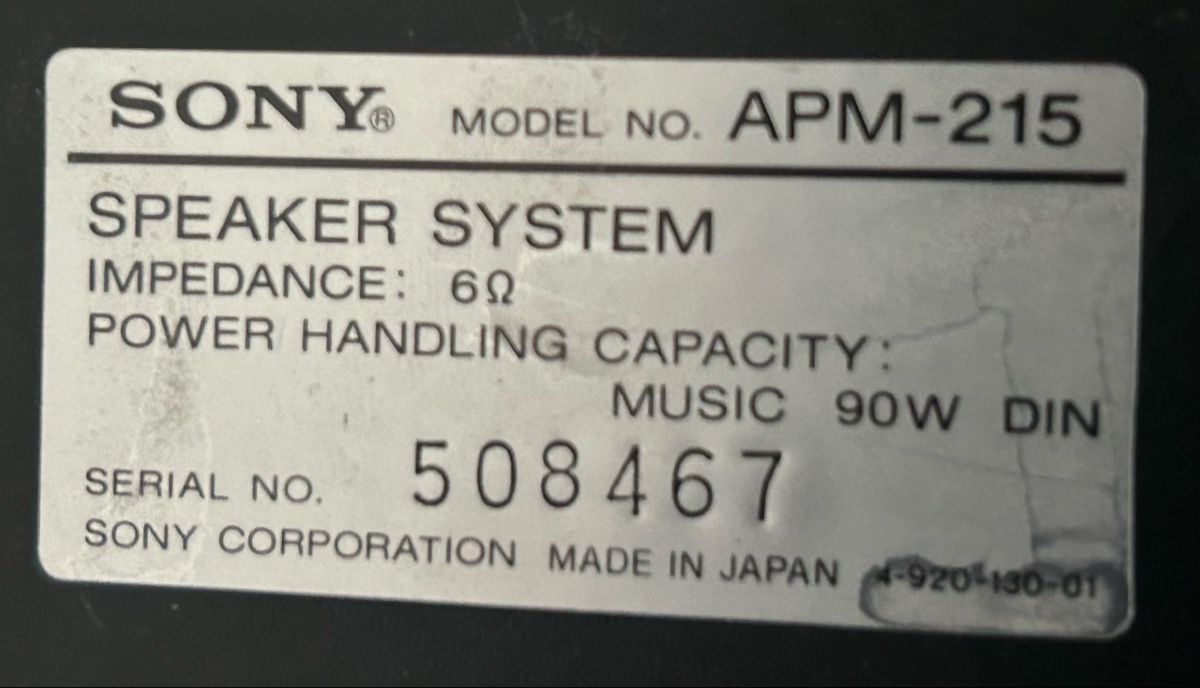 SONY® MODEL NO. APM-215
SPEAKER SYSTEM
IMPEDANCE: 6Ω
POWER HANDLING CAPACITY:
MUSIC 90W DIN
SERIAL NO. 508467
SONY CORPORATION MADE IN JAPAN 4-920-130-01